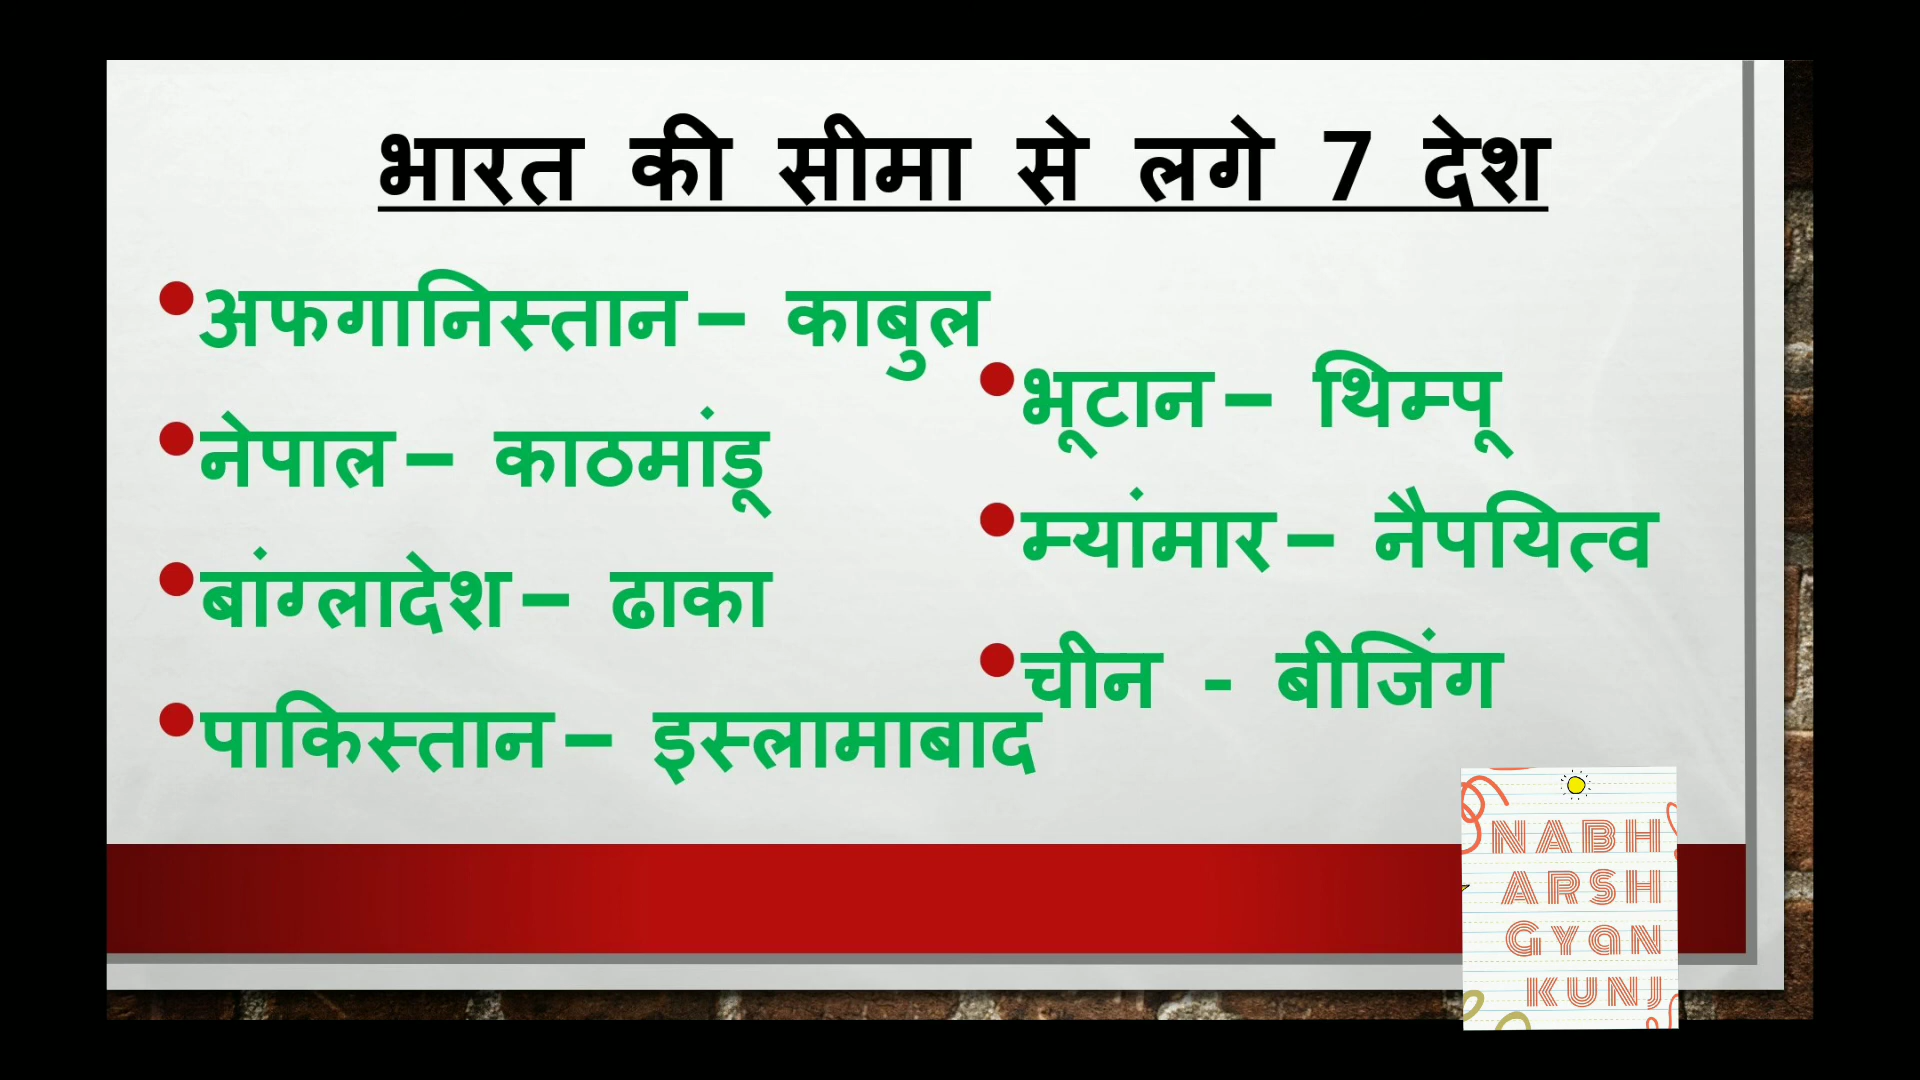 भारत की सीमा से लगे 7 देश
•अफगानिस्तान– काबुल
•नेपाल– काठमांडू
•बांग्लादेश– ढाका
•पाकिस्तान– इस्लामाबाद
•भूटान– थिम्पू
•म्यांमार– नैपयित्व
•चीन - बीजिंग
NABH
ARSH
GYAN
KUNJ